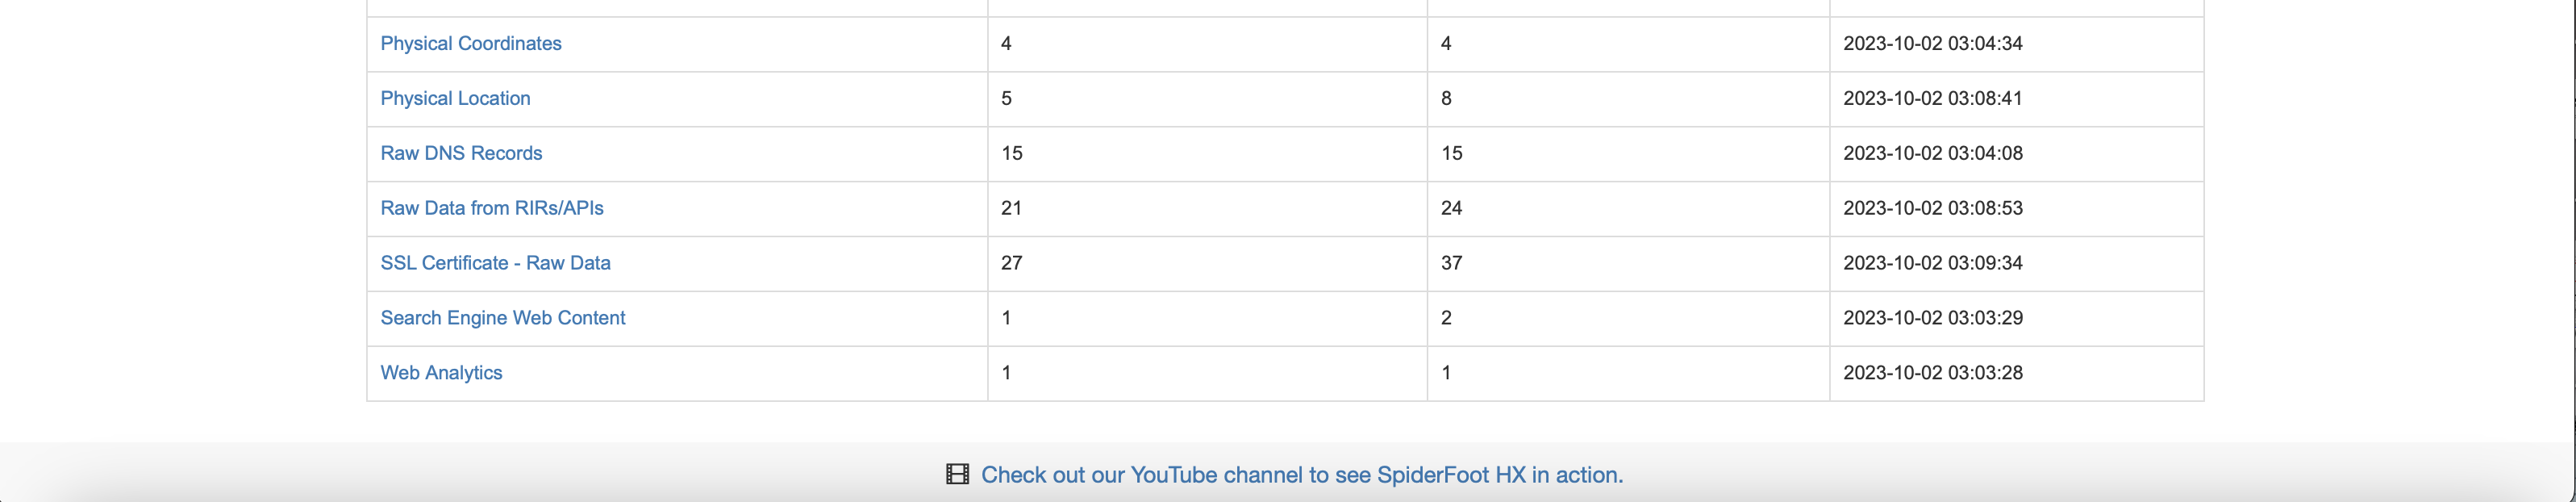 Physical Coordinates 4 4 2023-10-02 03:04:34
Physical Location 5 8 2023-10-02 03:08:41
Raw DNS Records 15 15 2023-10-02 03:04:08
Raw Data from RIRs/APIs 21 24 2023-10-02 03:08:53
SSL Certificate - Raw Data 27 37 2023-10-02 03:09:34
Search Engine Web Content 1 2 2023-10-02 03:03:29
Web Analytics 1 1 2023-10-02 03:03:28
Check out our YouTube channel to see SpiderFoot HX in action.